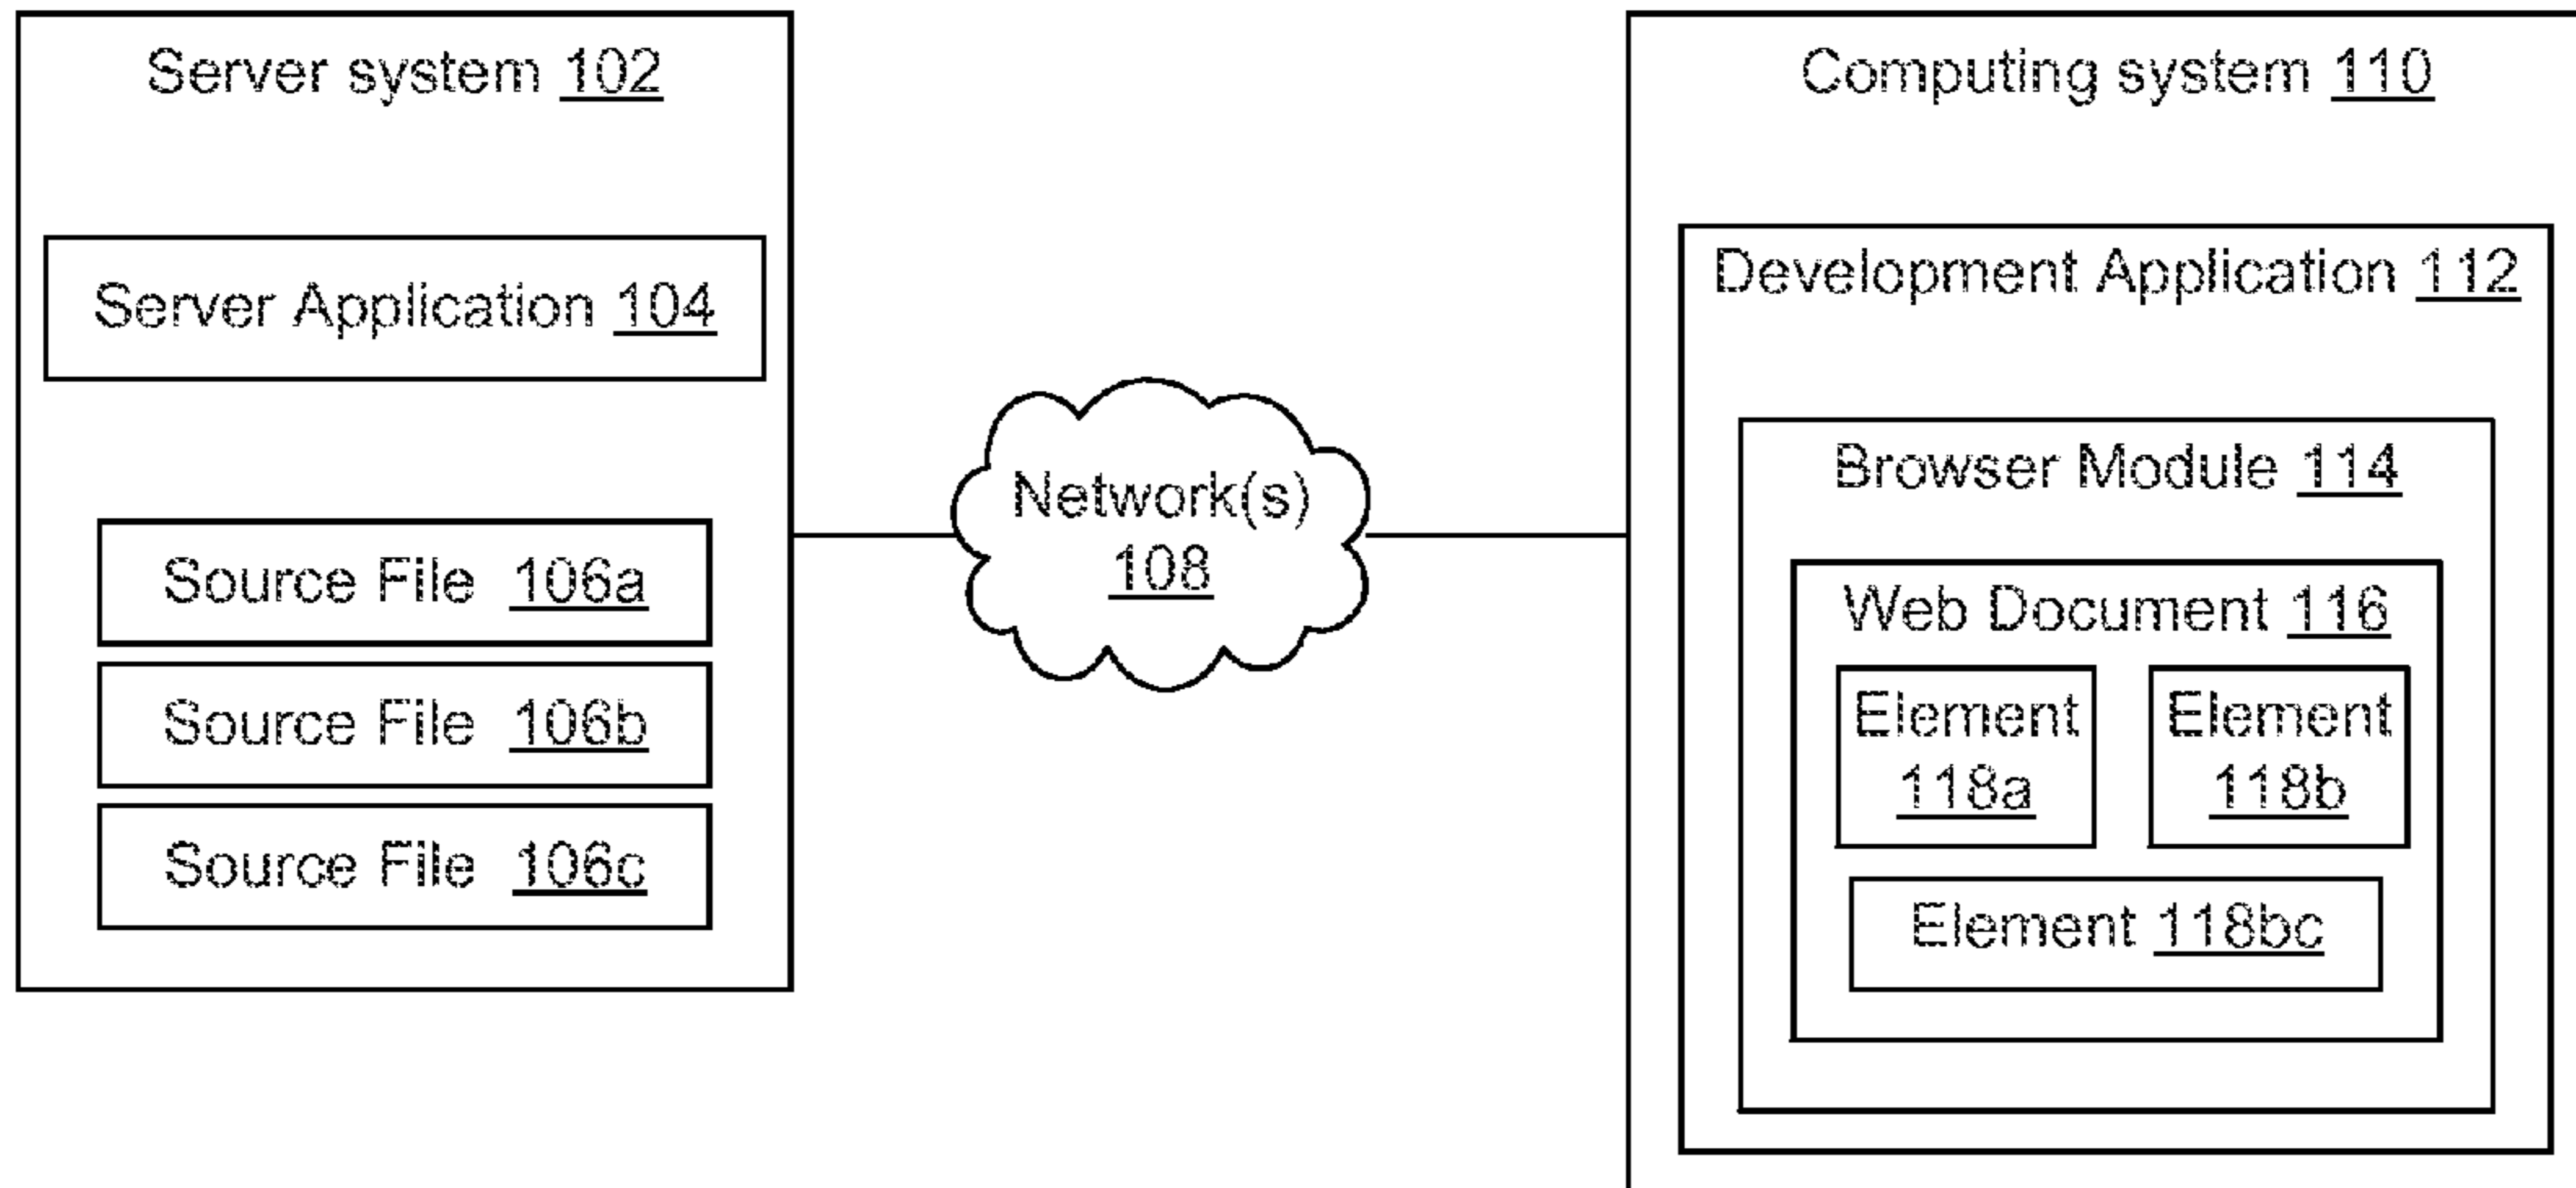 Server system 102
Server Application 104
Source File 106a
Source File 106b
Source File 106c
Network(s)
108
Computing system 110
Development Application 112
Browser Module 114
Web Document 116
Element
118a
Element
118b
Element 118bc